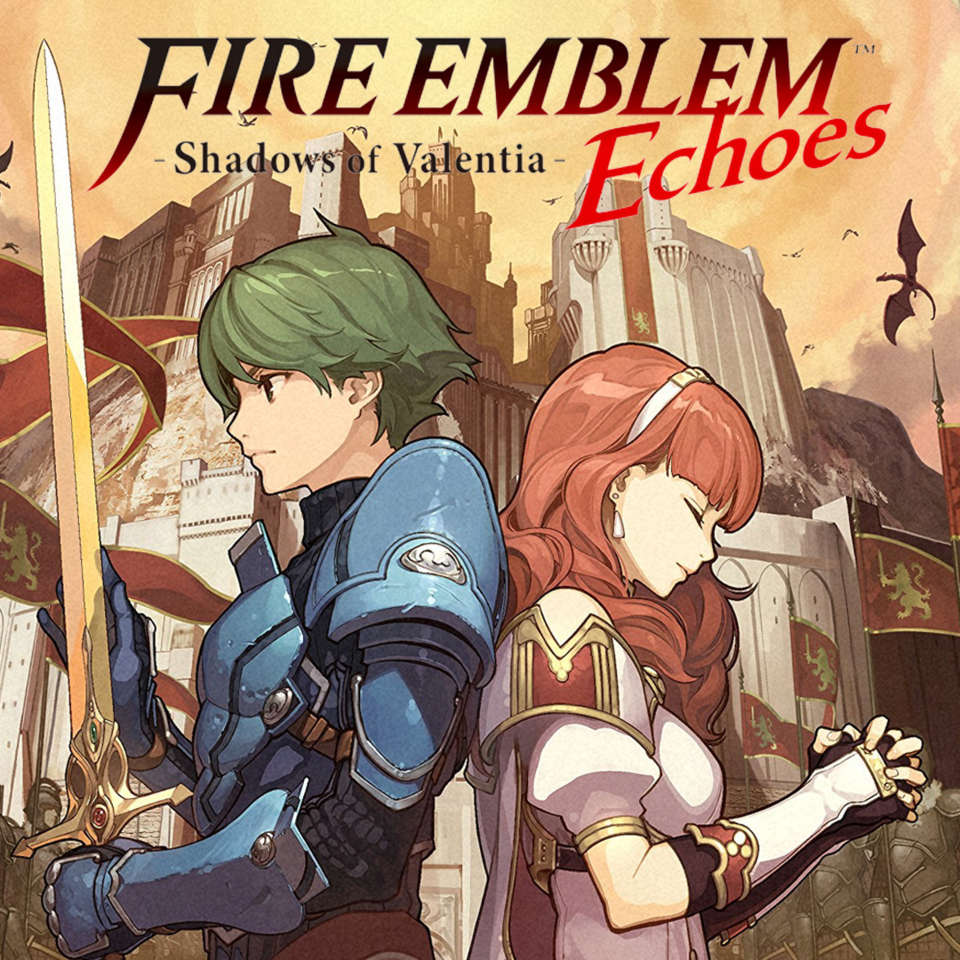 FIRE EMBLEM™
Echoes
-Shadows of Valentia-